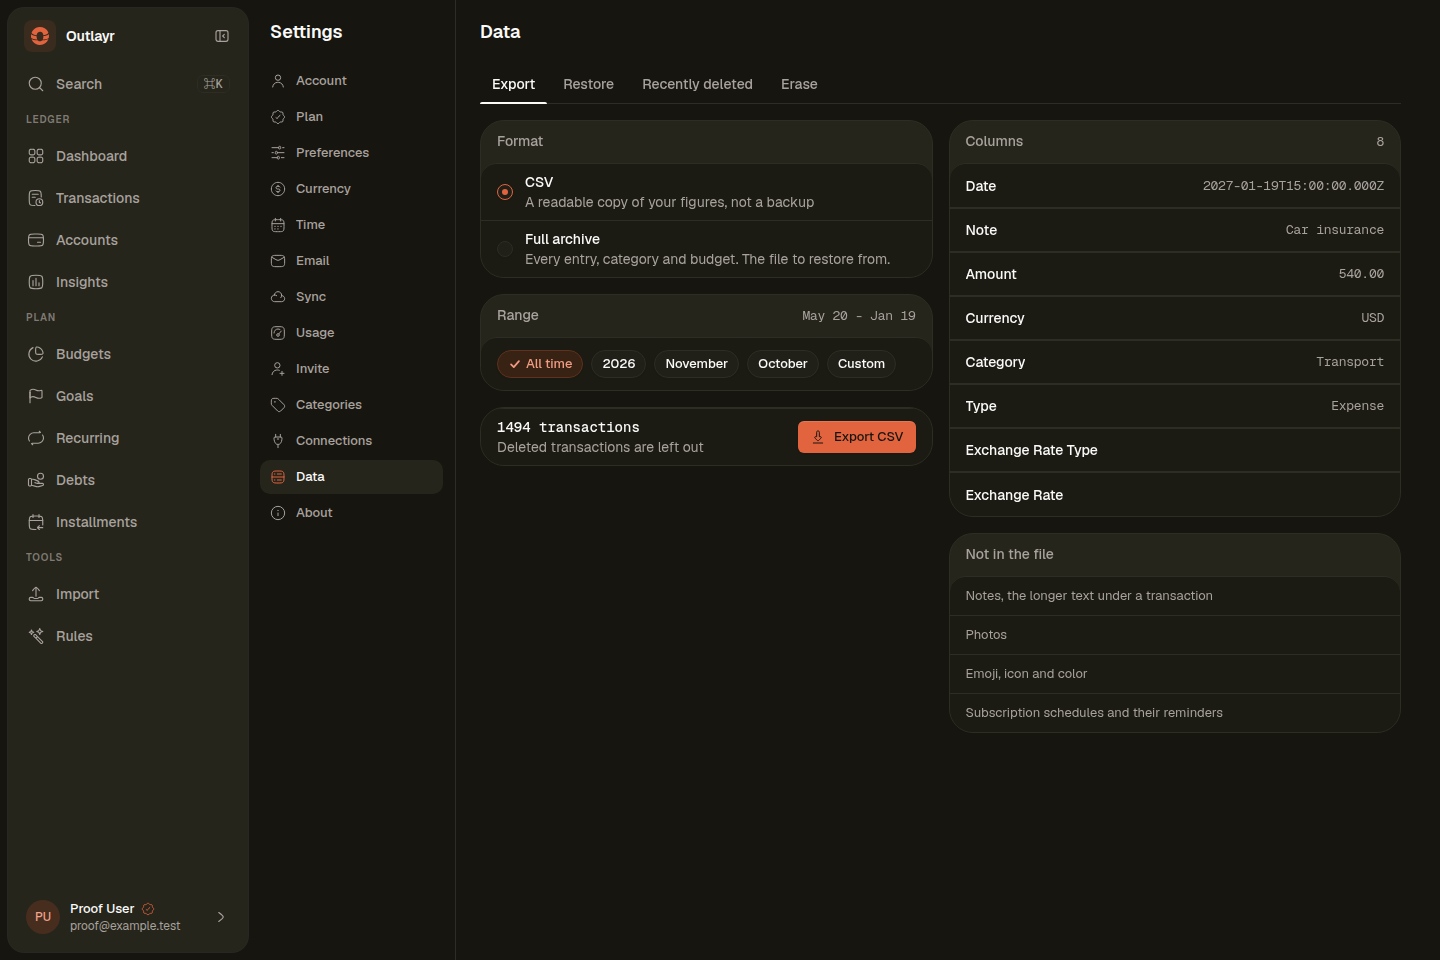 Outlayr
Search ⌘K
LEDGER
Dashboard
Transactions
Accounts
Insights
PLAN
Budgets
Goals
Recurring
Debts
Installments
TOOLS
Import
Rules
PU
Proof User
proof@example.test
Settings
Account
Plan
Preferences
Currency
Time
Email
Sync
Usage
Invite
Categories
Connections
Data
About
Data
Export Restore Recently deleted Erase
Format
CSV
A readable copy of your figures, not a backup
Full archive
Every entry, category and budget. The file to restore from.
Range May 20 – Jan 19
All time 2026 November October Custom
1494 transactions
Deleted transactions are left out
Export CSV
Columns 8
Date 2027-01-19T15:00:00.000Z
Note Car insurance
Amount 540.00
Currency USD
Category Transport
Type Expense
Exchange Rate Type
Exchange Rate
Not in the file
Notes, the longer text under a transaction
Photos
Emoji, icon and color
Subscription schedules and their reminders